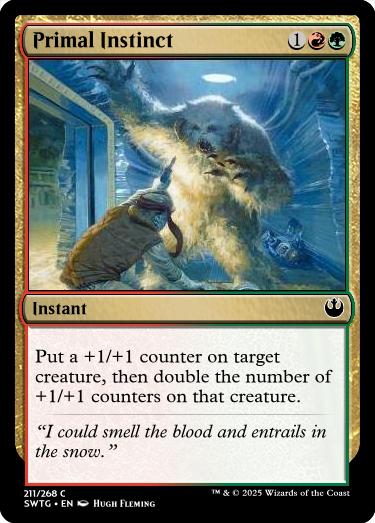 Primal Instinct 1
Instant
Put a +1/+1 counter on target
creature, then double the number of
+1/+1 counters on that creature.
"I could smell the blood and entrails in
the snow."
211/268 C
SWTG • EN HUGH FLEMING
™ & © 2025 Wizards of the Coast